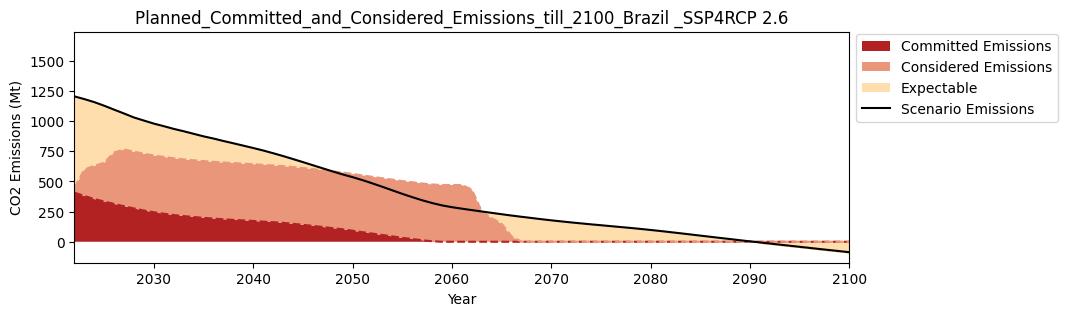 Planned_Committed_and_Considered_Emissions_till_2100_Brazil _SSP4RCP 2.6
CO2 Emissions (Mt)
1500
1250
1000
750
500
250
0
2030
2040
2050
2060
2070
2080
2090
2100
Year
Committed Emissions
Considered Emissions
Expectable
Scenario Emissions